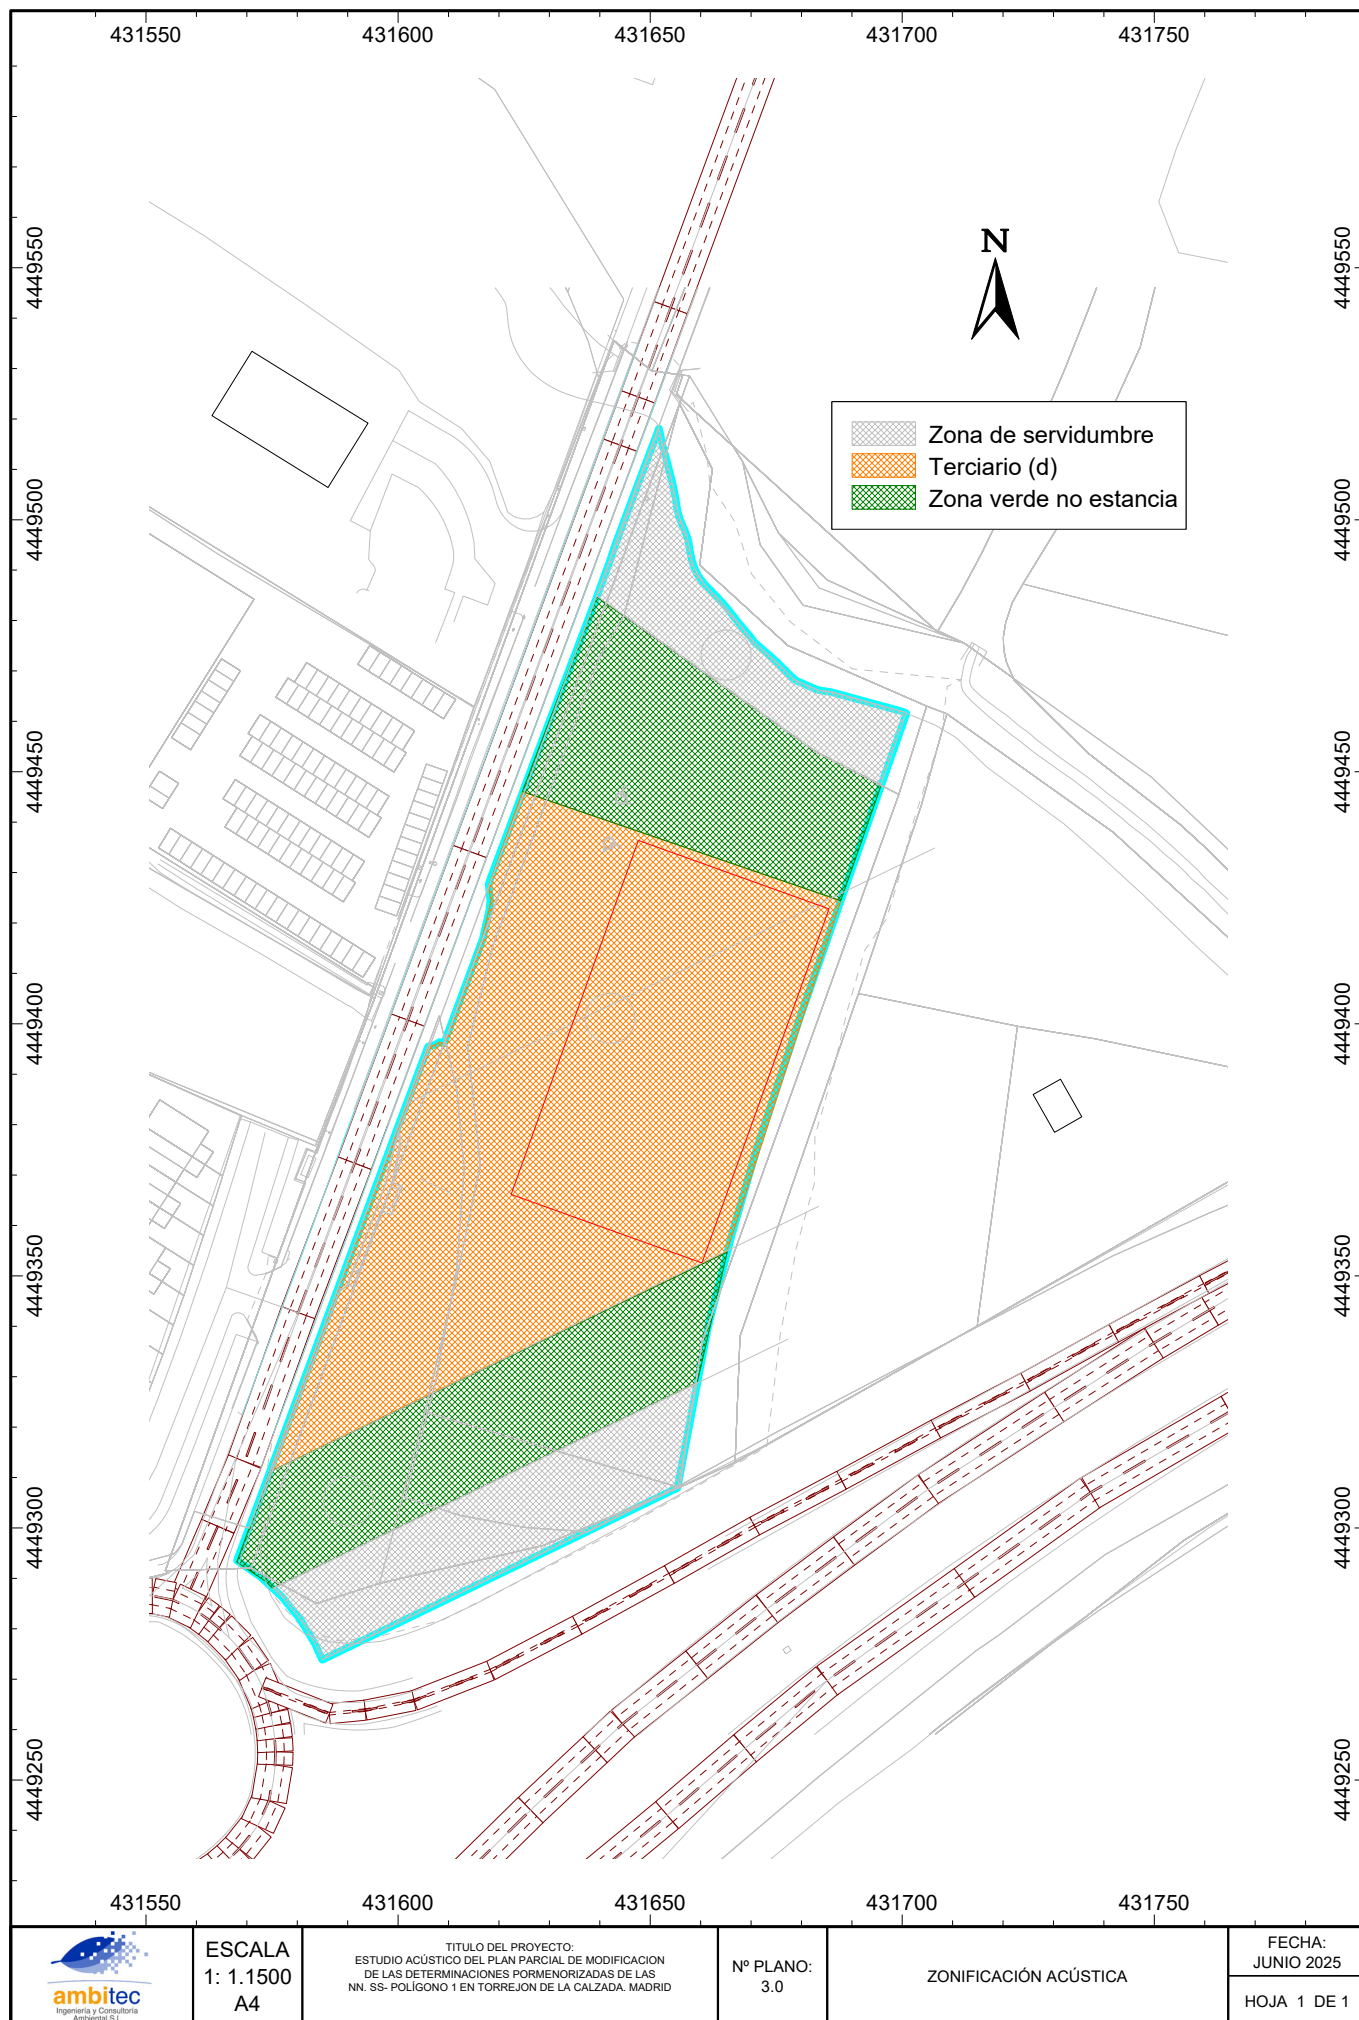 431550 431600 431650 431700 431750
4449550 4449550
N
Zona de servidumbre
Terciario (d)
Zona verde no estancia
4449500 4449500
4449450 4449450
4449400 4449400
4449350 4449350
4449300 4449300
4449250 4449250
431550 431600 431650 431700 431750
ambitec
Ingeniería y Consultoría
Ambiental S.L.
ESCALA
1: 1.1500
A4
TITULO DEL PROYECTO:
ESTUDIO ACÚSTICO DEL PLAN PARCIAL DE MODIFICACION
DE LAS DETERMINACIONES PORMENORIZADAS DE LAS
NN. SS- POLÍGONO 1 EN TORREJON DE LA CALZADA. MADRID
Nº PLANO:
3.0
ZONIFICACIÓN ACÚSTICA
FECHA:
JUNIO 2025
HOJA 1 DE 1